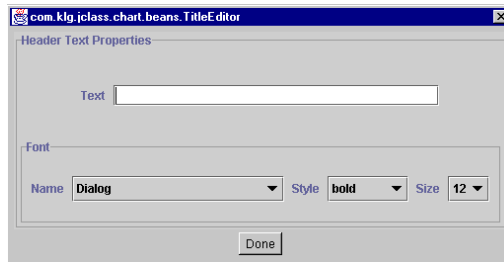 com.klg.jclass.chart.beans.TitleEditor
Header Text Properties
Text
Font
Name Dialog Style bold Size 12
Done